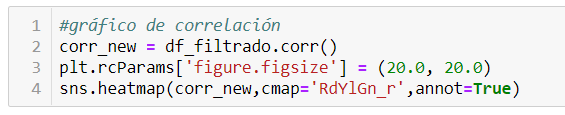 1 #gráfico de correlación
2 corr_new = df_filtrado.corr()
3 plt.rcParams['figure.figsize'] = (20.0, 20.0)
4 sns.heatmap(corr_new,cmap='RdYlGn_r',annot=True)